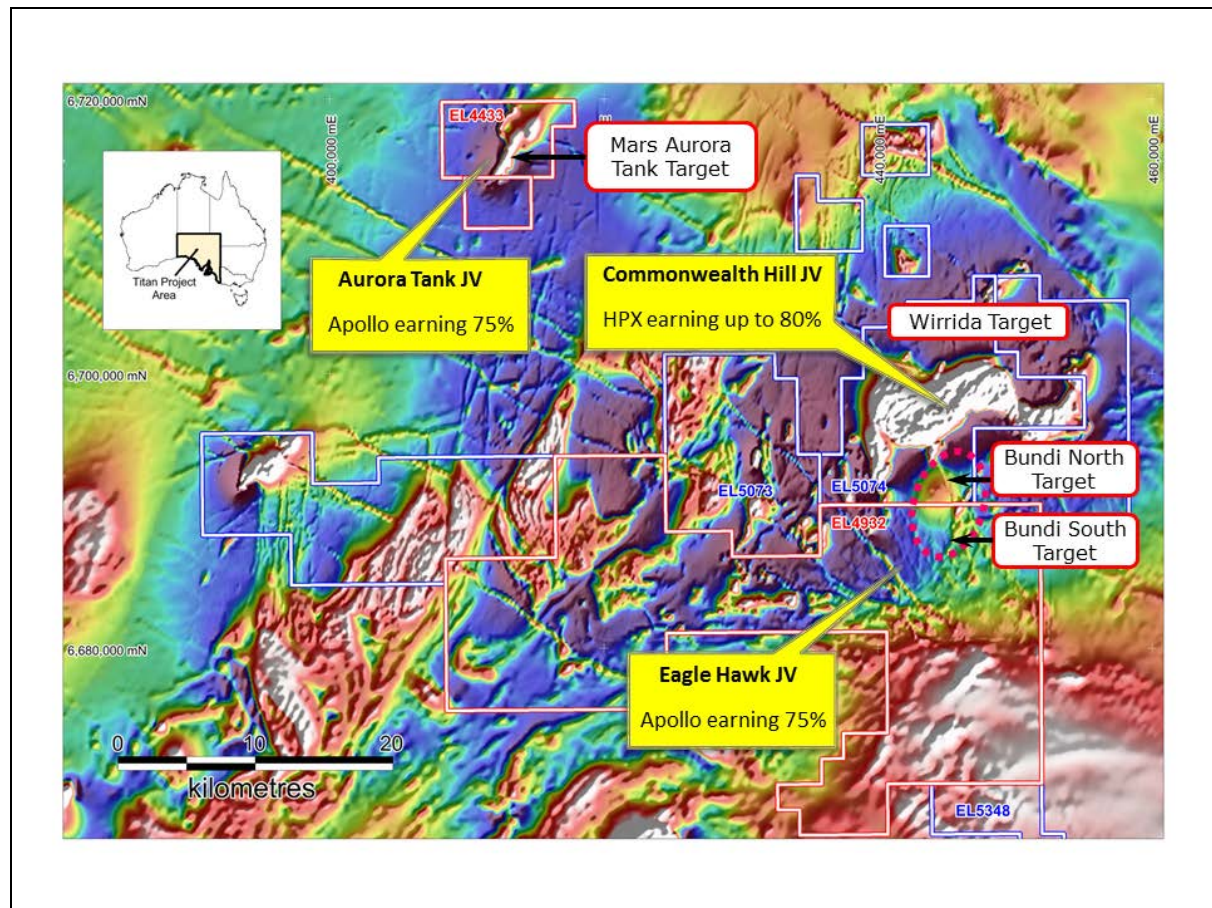 6,720,000 mN
400,000 mE
E
440,000 mE
460,000 mE
EL4433
Mars Aurora
Tank Target
Titan Project
Area
Aurora Tank JV
Apollo earning 75%
Commonwealth Hill JV
HPX earning up to 80%
Wirrida Target
6,700,000 mN
EL5073
EL5074
EL4932
Bundi North
Target
Bundi South
Target
6,680,000 mN
Eagle Hawk JV
Apollo earning 75%
0
10
20
kilometres
EL5348